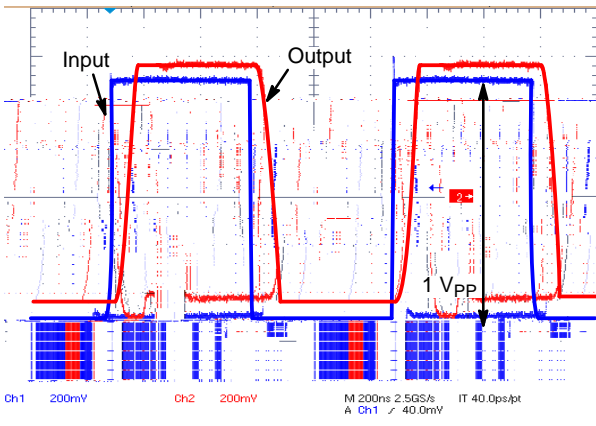 Input
Output
2
1 VPP
Ch1 200mV Ch2 200mV M 200ns 2.5GS/s IT 40.0ps/pt
A Ch1 ∕ 40.0mV